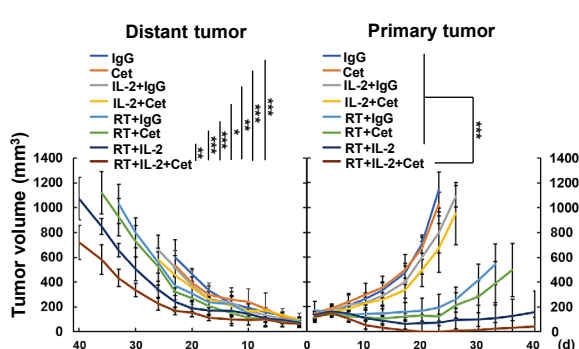 Distant tumor
Primary tumor
IgG
Cet
IL-2+IgG
IL-2+Cet
RT+IgG
RT+Cet
RT+IL-2
RT+IL-2+Cet
**
***
***
*
**
***
***
IgG
Cet
IL-2+IgG
IL-2+Cet
RT+IgG
RT+Cet
RT+IL-2
RT+IL-2+Cet
***
Tumor volume (mm³)
1400
1200
1000
800
600
400
200
0
1400
1200
1000
800
600
400
200
0
40
30
20
10
0
10
20
30
40
(d)